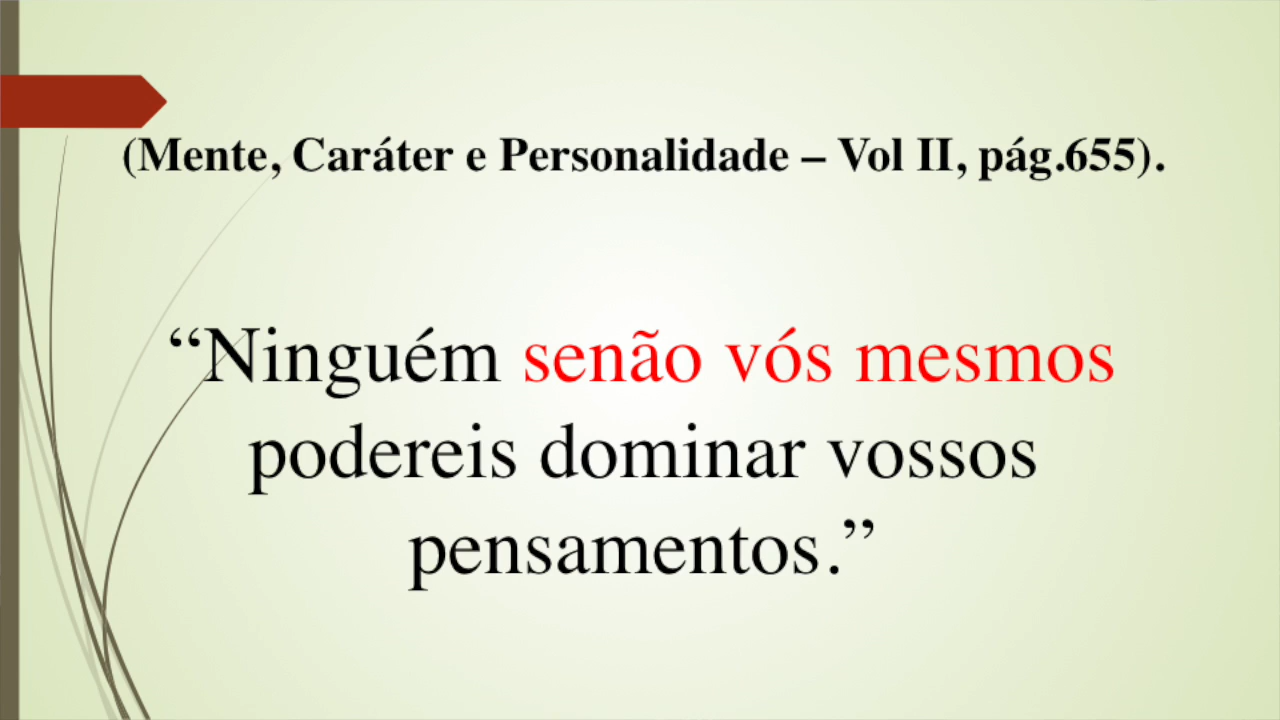 (Mente, Caráter e Personalidade – Vol II, pág.655).
“Ninguém senão vós mesmos
podereis dominar vossos
pensamentos.”